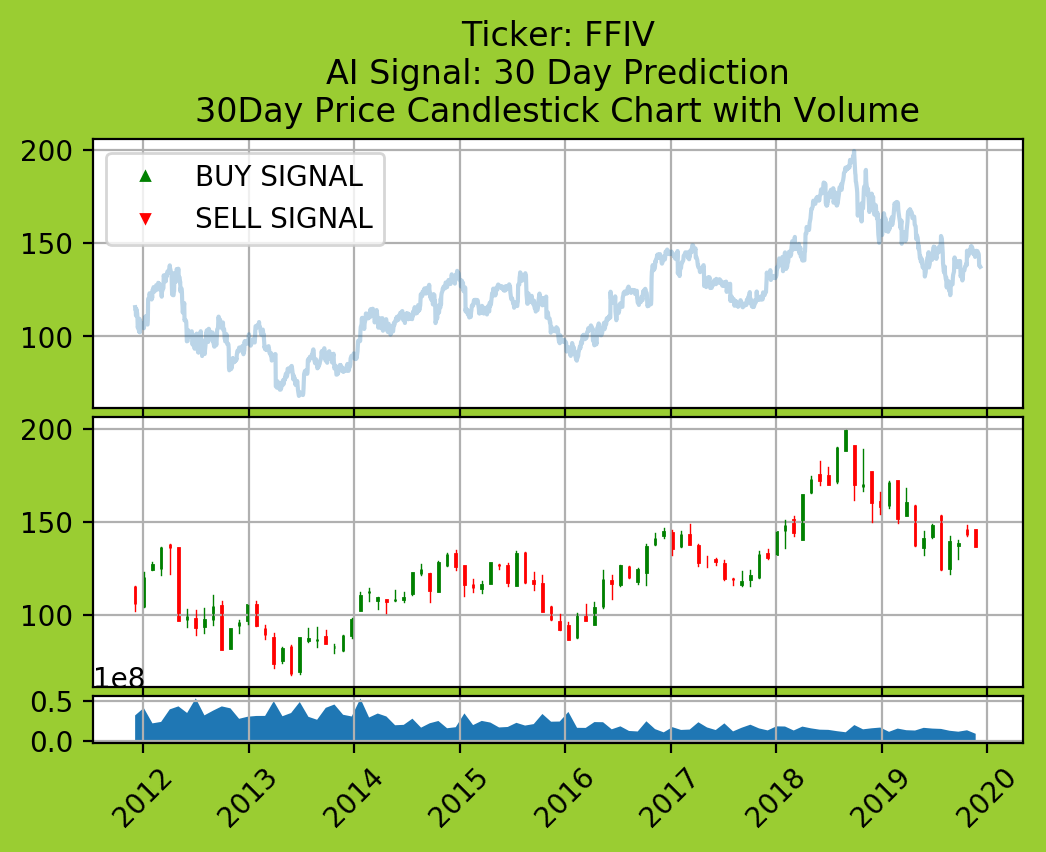 Ticker: FFIV
AI Signal: 30 Day Prediction
30Day Price Candlestick Chart with Volume
200
BUY SIGNAL
SELL SIGNAL
150
100
200
150
100
1e8
0.5
0.0
2012 2013 2014 2015 2016 2017 2018 2019 2020